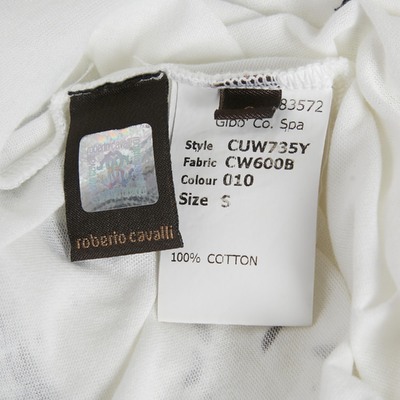 roberto cavalli
83572
Gibo' Co. Spa
Style CUW735Y
Fabric CW600B
Colour 010
Size S
100% COTTON